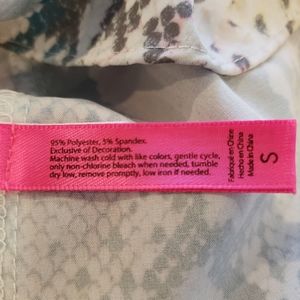 95% Polyester, 5% Spandex.
Exclusive of Decoration.
Machine wash cold with like colors, gentle cycle,
only non-chlorine bleach when needed, tumble
dry low, remove promptly, low iron if needed.
Fabriqué en Chine
Hecho en China
Made in China
S